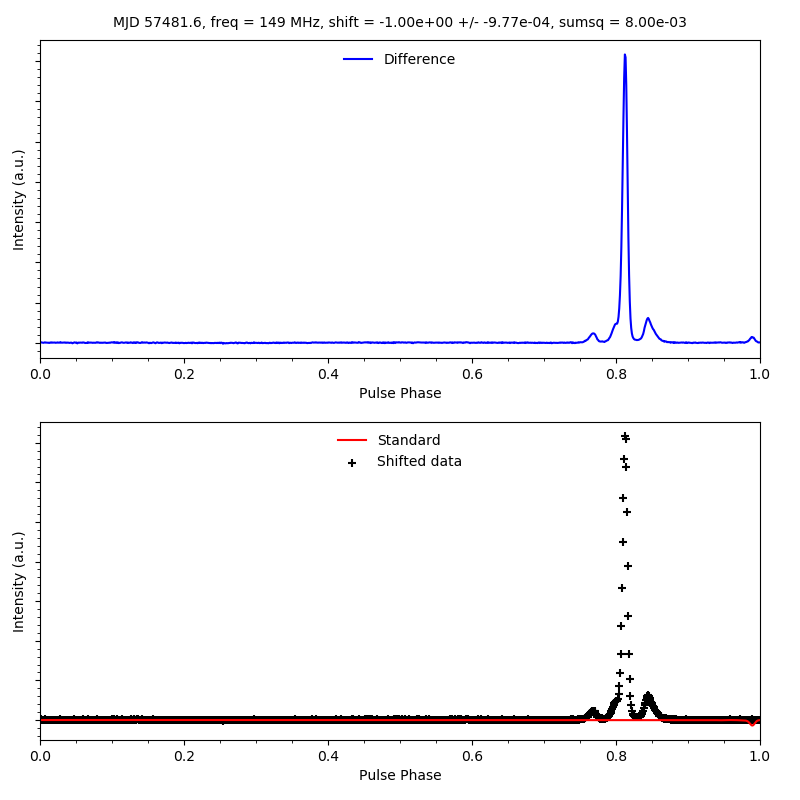 MJD 57481.6, freq = 149 MHz, shift = -1.00e+00 +/- -9.77e-04, sumsq = 8.00e-03
Difference
Intensity (a.u.)
0.0 0.2 0.4 0.6 0.8 1.0
Pulse Phase
Standard
Shifted data
Intensity (a.u.)
0.0 0.2 0.4 0.6 0.8 1.0
Pulse Phase